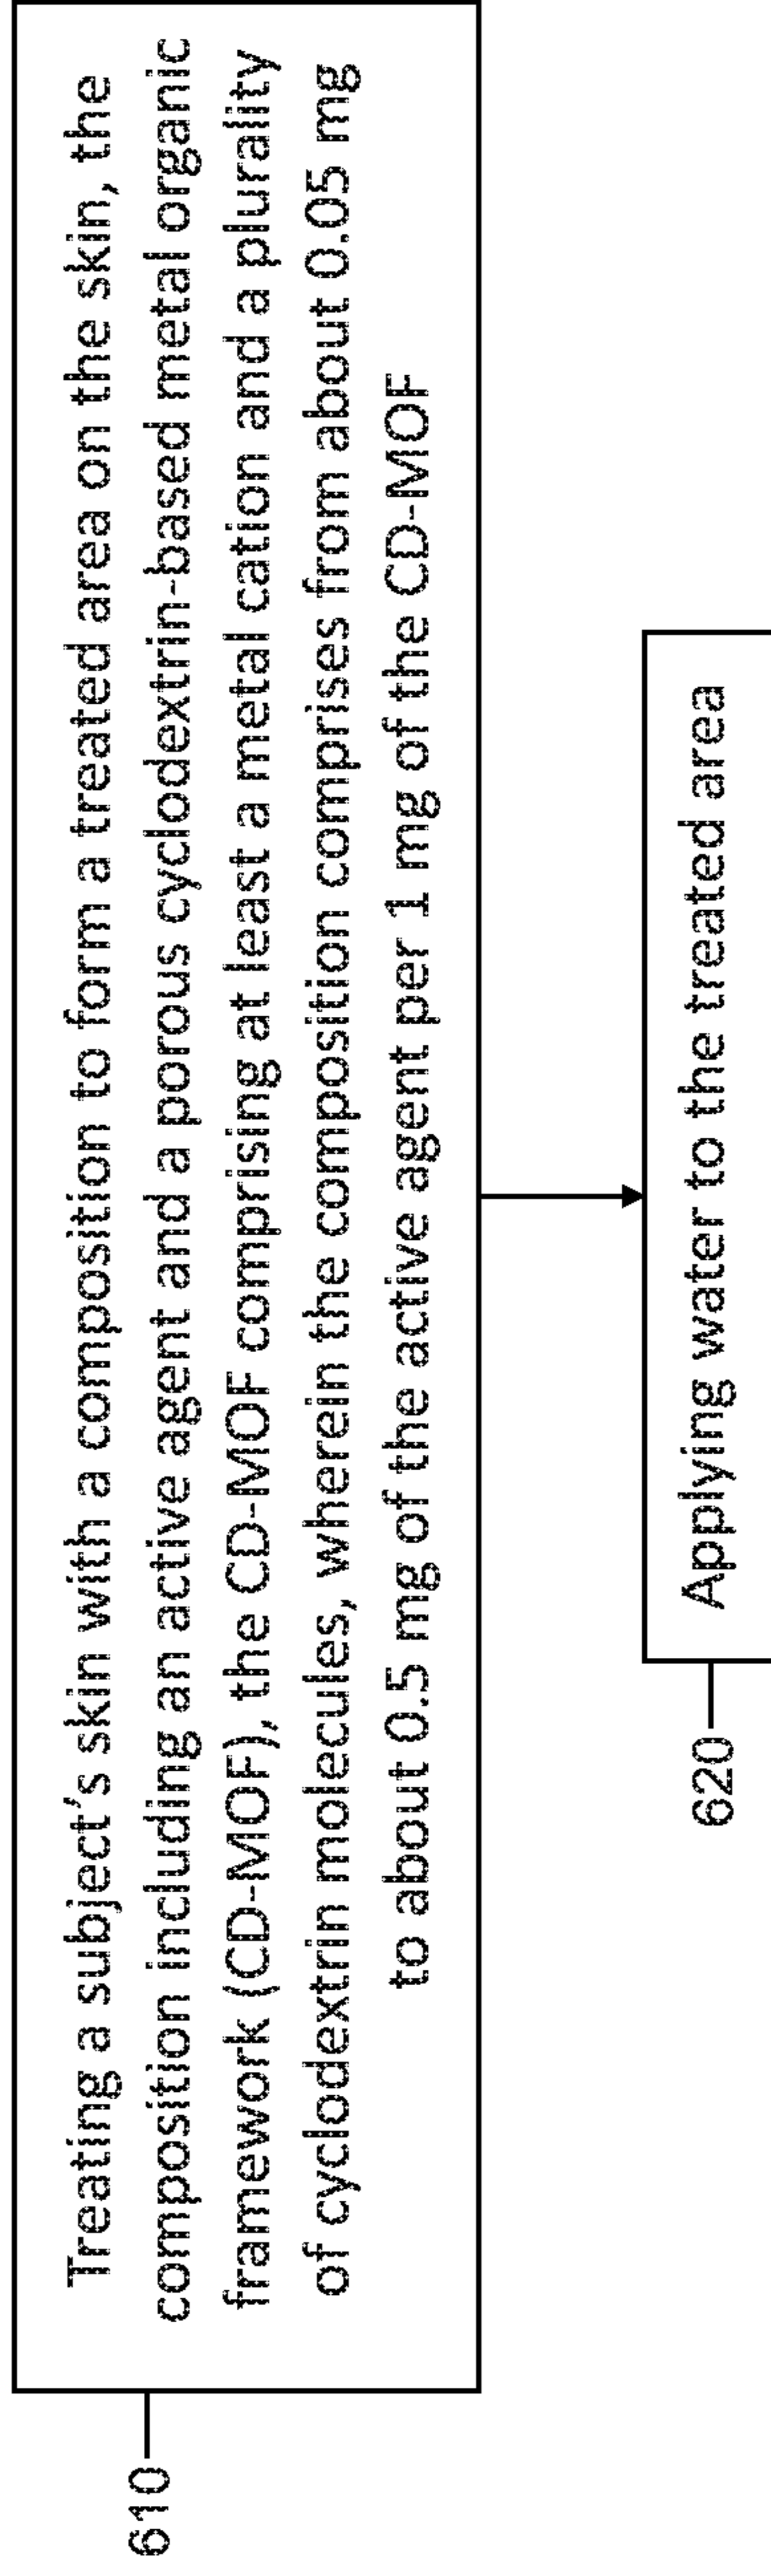 610
Treating a subject's skin with a composition to form a treated area on the skin, the
composition including an active agent and a porous cyclodextrin-based metal organic
framework (CD-MOF), the CD-MOF comprising at least a metal cation and a plurality
of cyclodextrin molecules, wherein the composition comprises from about 0.05 mg
to about 0.5 mg of the active agent per 1 mg of the CD-MOF
620
Applying water to the treated area